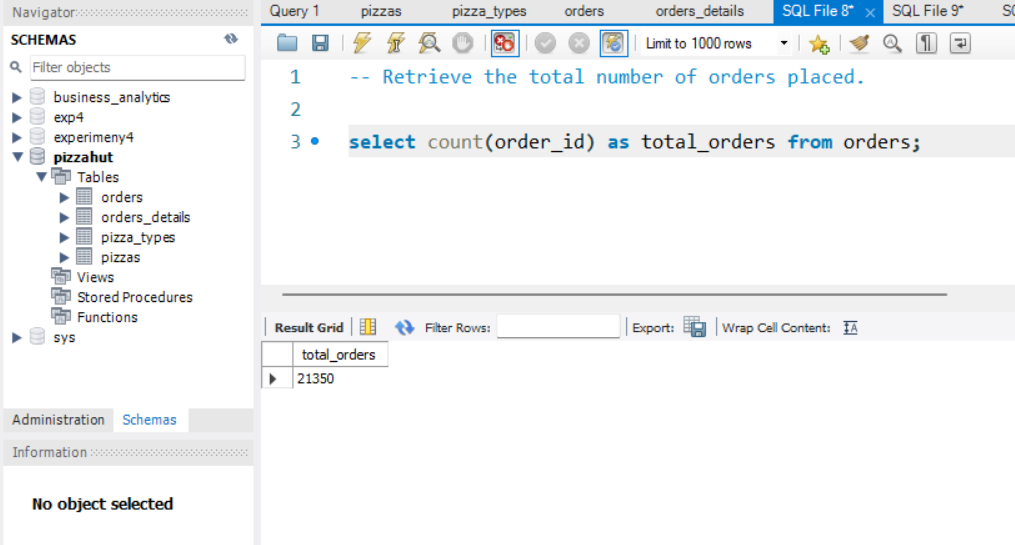 Navigator
SCHEMAS
Filter objects
business_analytics
exp4
experimeny4
pizzahut
Tables
orders
orders_details
pizza_types
pizzas
Views
Stored Procedures
Functions
sys
Administration Schemas
Information
No object selected
Query 1 pizzas pizza_types orders orders_details SQL File 8* SQL File 9*
Limit to 1000 rows
1 -- Retrieve the total number of orders placed.
2
3 select count(order_id) as total_orders from orders;
Result Grid Filter Rows: Export: Wrap Cell Content:
total_orders
21350